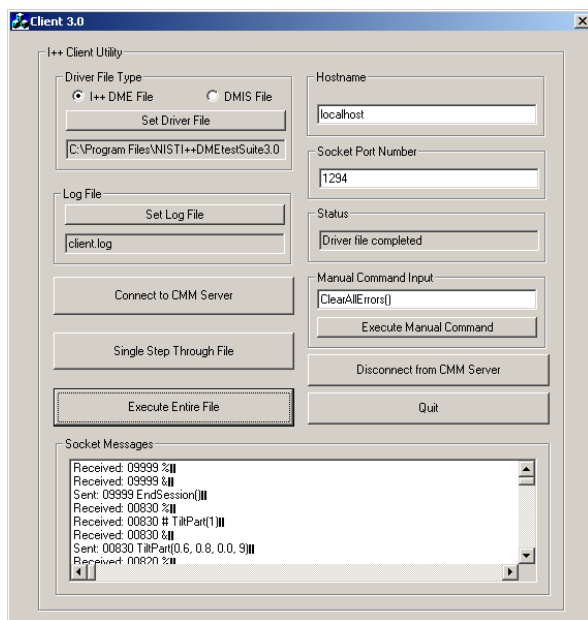 Client 3.0
I++ Client Utility
Driver File Type
I++ DME File
DMIS File
Set Driver File
C:\Program Files\NISTI++DMEtestSuite3.0
Log File
Set Log File
client.log
Connect to CMM Server
Single Step Through File
Execute Entire File
Hostname
localhost
Socket Port Number
1294
Status
Driver file completed
Manual Command Input
ClearAllErrors()
Execute Manual Command
Disconnect from CMM Server
Quit
Socket Messages
Received: 09999 %
Received: 09999 &
Sent: 09999 EndSession()
Received: 00830 %
Received: 00830 # TiltPart(1)
Received: 00830 &
Sent: 00830 TiltPart(0.6, 0.8, 0.0, 9)
Received: 00820 %